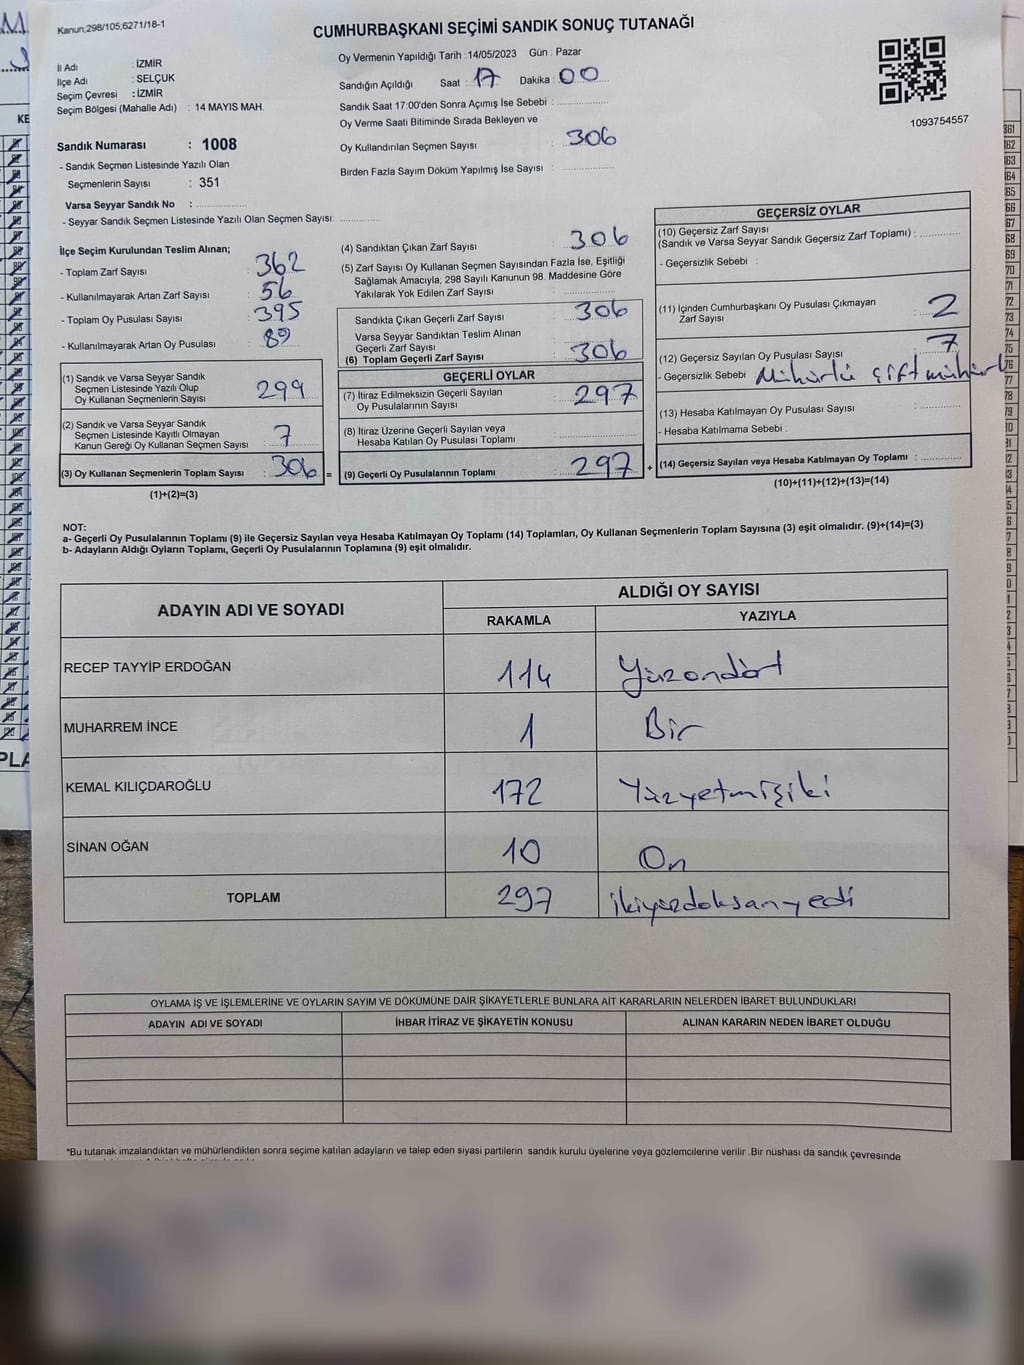 Kanun;298/105;6271/18-1
CUMHURBAŞKANI SEÇİMİ SANDIK SONUÇ TUTANAĞI
İl Adı : İZMİR
İlçe Adı : SELÇUK
Seçim Çevresi : İZMİR
Seçim Bölgesi (Mahalle Adı) : 14 MAYIS MAH.
Oy Vermenin Yapıldığı Tarih :14/05/2023 Gün : Pazar
Sandığın Açıldığı Saat : 17 Dakika : 00
Sandık Saat 17:00'den Sonra Açımış İse Sebebi :
Oy Verme Saati Bitiminde Sırada Bekleyen ve
Oy Kullandırılan Seçmen Sayısı : 306
Birden Fazla Sayım Döküm Yapılmış İse Sayısı :
1093754557
Sandık Numarası : 1008
- Sandık Seçmen Listesinde Yazılı Olan
Seçmenlerin Sayısı : 351
Varsa Seyyar Sandık No :
- Seyyar Sandık Seçmen Listesinde Yazılı Olan Seçmen Sayısı:
İlçe Seçim Kurulundan Teslim Alınan;
- Toplam Zarf Sayısı : 362
- Kullanılmayarak Artan Zarf Sayısı : 56
- Toplam Oy Pusulası Sayısı : 395
- Kullanılmayarak Artan Oy Pusulası : 89
(1) Sandık ve Varsa Seyyar Sandık
Seçmen Listesinde Yazılı Olup
Oy Kullanan Seçmenlerin Sayısı : 299
(2) Sandık ve Varsa Seyyar Sandık
Seçmen Listesinde Kayıtlı Olmayan
Kanun Gereği Oy Kullanan Seçmen Sayısı : 7
(3) Oy Kullanan Seçmenlerin Toplam Sayısı : 306 =
(1)+(2)=(3)
(4) Sandıktan Çıkan Zarf Sayısı : 306
(5) Zarf Sayısı Oy Kullanan Seçmen Sayısından Fazla İse, Eşitliği
Sağlamak Amacıyla; 298 Sayılı Kanunun 98. Maddesine Göre
Yakılarak Yok Edilen Zarf Sayısı :
Sandıkta Çıkan Geçerli Zarf Sayısı : 306
Varsa Seyyar Sandıktan Teslim Alınan
Geçerli Zarf Sayısı :
(6) Toplam Geçerli Zarf Sayısı : 306
GEÇERLİ OYLAR
(7) İtiraz Edilmeksizin Geçerli Sayılan
Oy Pusulalarının Sayısı : 297
(8) İtiraz Üzerine Geçerli Sayılan veya
Hesaba Katılan Oy Pusulası Toplamı :
(9) Geçerli Oy Pusulalarının Toplamı : 297 +
GEÇERSİZ OYLAR
(10) Geçersiz Zarf Sayısı
(Sandık ve Varsa Seyyar Sandık Geçersiz Zarf Toplamı) :
- Geçersizlik Sebebi :
(11) İçinden Cumhurbaşkanı Oy Pusulası Çıkmayan
Zarf Sayısı : 2
(12) Geçersiz Sayılan Oy Pusulası Sayısı : 7
- Geçersizlik Sebebi : Mühürlü çift mühürlü
(13) Hesaba Katılmayan Oy Pusulası Sayısı :
- Hesaba Katılmama Sebebi :
(14) Geçersiz Sayılan veya Hesaba Katılmayan Oy Toplamı :
(10)+(11)+(12)+(13)=(14)
NOT:
a- Geçerli Oy Pusulalarının Toplamı (9) ile Geçersiz Sayılan veya Hesaba Katılmayan Oy Toplamı (14) Toplamları, Oy Kullanan Seçmenlerin Toplam Sayısına (3) eşit olmalıdır. (9)+(14)=(3)
b- Adayların Aldığı Oyların Toplamı, Geçerli Oy Pusulalarının Toplamına (9) eşit olmalıdır.
ADAYIN ADI VE SOYADI ALDIĞI OY SAYISI
RAKAMLA YAZIYLA
RECEP TAYYİP ERDOĞAN 114 Yüzondört
MUHARREM İNCE 1 Bir
KEMAL KILIÇDAROĞLU 172 Yüzyetmişiki
SİNAN OĞAN 10 On
TOPLAM 297 ikiyüzdoksanyedi
OYLAMA İŞ VE İŞLEMLERİNE VE OYLARIN SAYIM VE DÖKÜMÜNE DAİR ŞİKAYETLERLE BUNLARA AİT KARARLARIN NELERDEN İBARET BULUNDUKLARI
ADAYIN ADI VE SOYADI İHBAR İTİRAZ VE ŞİKAYETİN KONUSU ALINAN KARARIN NEDEN İBARET OLDUĞU
*Bu tutanak imzalandıktan ve mühürlendikten sonra seçime katılan adayların ve talep eden siyasi partilerin sandık kurulu üyelerine veya gözlemcilerine verilir .Bir nüshası da sandık çevresinde